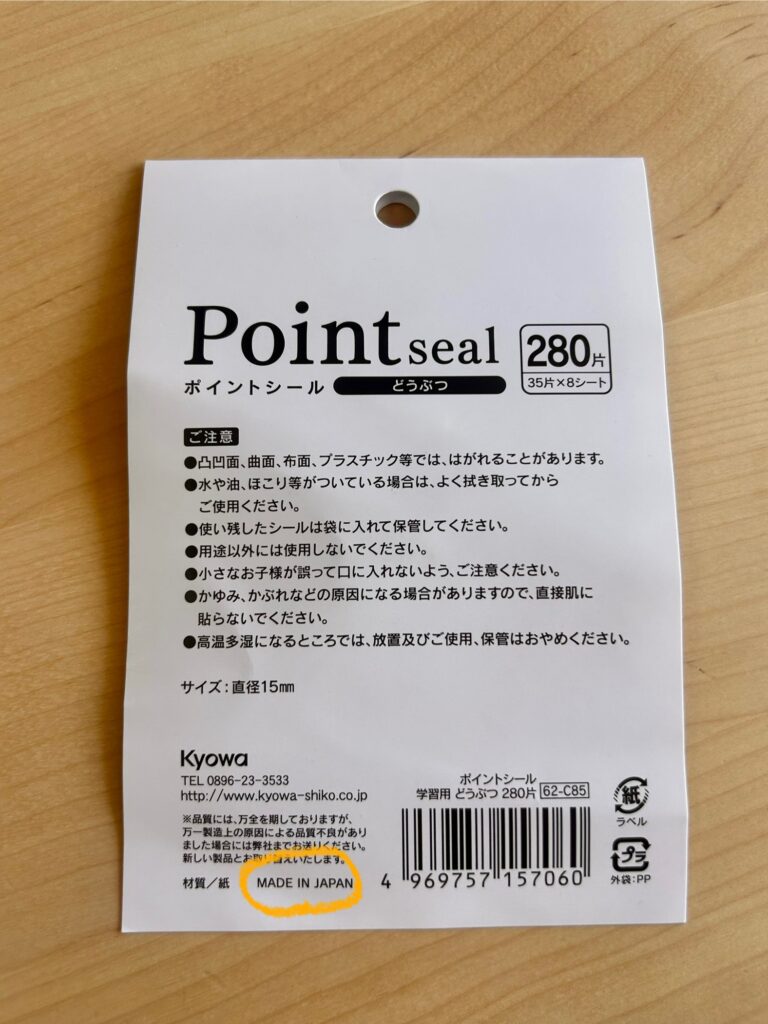 Point seal
280片
35片×8シート
ポイントシール どうぶつ
ご注意
●凸凹面、曲面、布面、プラスチック等では、はがれることがあります。
●水や油、ほこり等がついている場合は、よく拭き取ってから
ご使用ください。
●使い残したシールは袋に入れて保管してください。
●用途以外には使用しないでください。
●小さなお子様が誤って口に入れないよう、ご注意ください。
●かゆみ、かぶれなどの原因になる場合がありますので、直接肌に
貼らないでください。
●高温多湿になるところでは、放置及びご使用、保管はおやめください。
サイズ：直径15㎜
Kyowa
TEL 0896-23-3533
http://www.kyowa-shiko.co.jp
※品質には、万全を期しておりますが、
万一製造上の原因による品質不良があり
ました場合には弊社までお送りください。
新しい製品とお取り替えいたします。
材質／紙 MADE IN JAPAN
ポイントシール
学習用 どうぶつ 280片 62-C85
4 969757 157060
紙
ラベル
プラ
外袋:PP